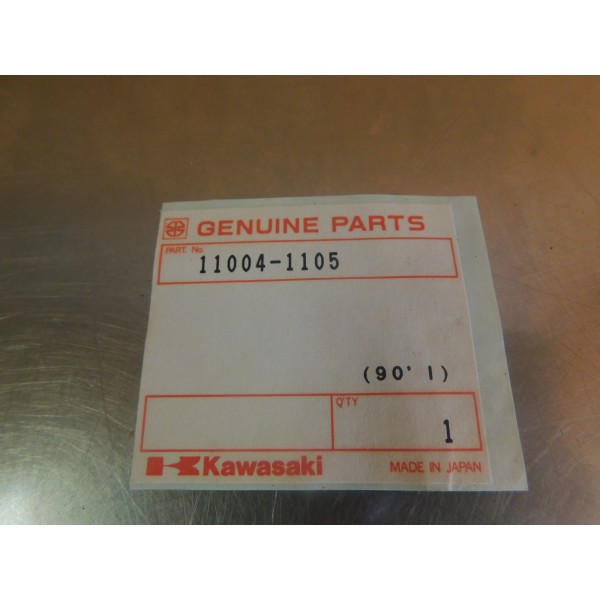 GENUINE PARTS
PART. No.
11004-1105
(90' 1)
Q'TY
1
Kawasaki
MADE IN JAPAN